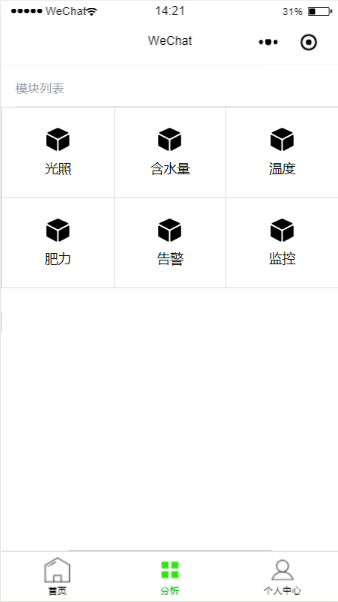 WeChat 14:21 31%
WeChat
模块列表
光照 含水量 温度
肥力 告警 监控
首页 分析 个人中心